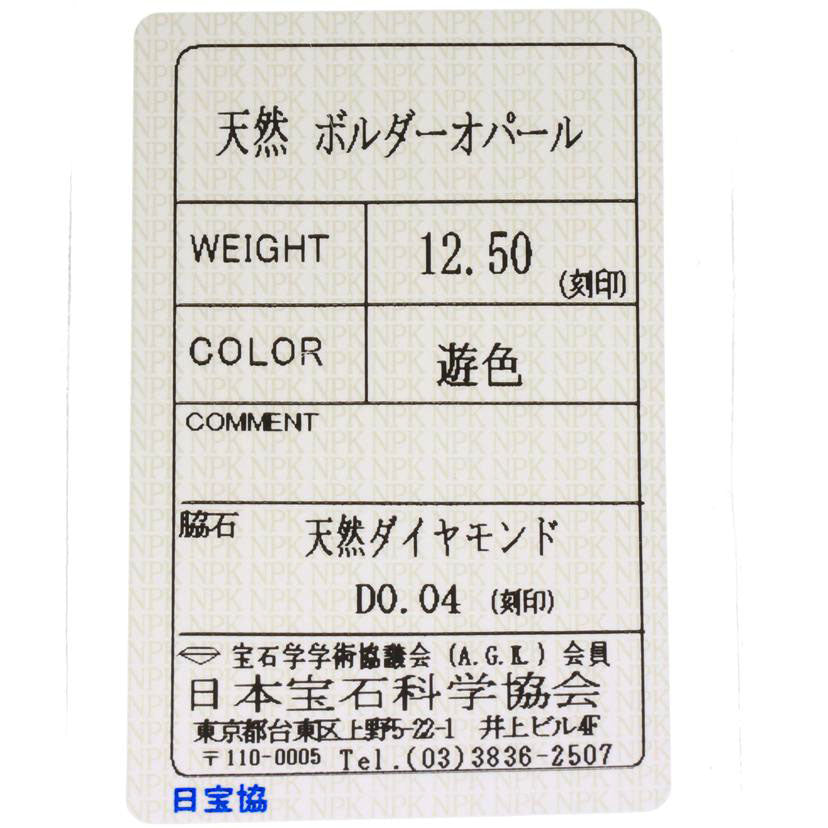 天然 ボルダーオパール
WEIGHT 12.50 (刻印)
COLOR 遊色
COMMENT
脇石 天然ダイヤモンド
D0.04 (刻印)
宝石学学術協議会 (A.G.K.) 会員
日本宝石科学協会
東京都台東区上野5-22-1 井上ビル4F
〒110-0005 Tel.(03)3836-2507
日宝協